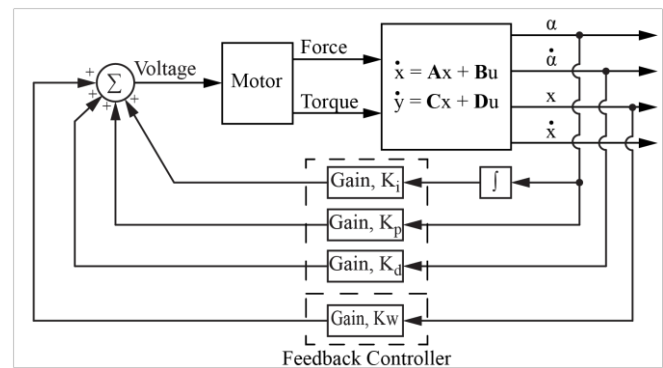 α
Force
ẋ = Ax + Bu
α̇
+
Σ
Voltage
Motor
x
+
+
+
Torque
ẏ = Cx + Du
ẋ
Gain, Ki
∫
Gain, Kp
Gain, Kd
Gain, Kw
Feedback Controller